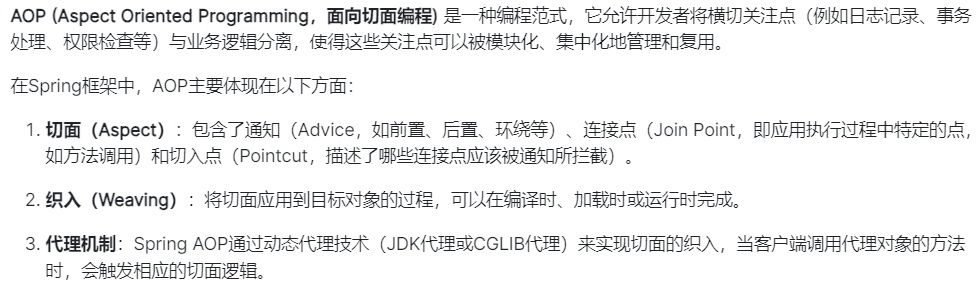 AOP (Aspect Oriented Programming，面向切面编程) 是一种编程范式，它允许开发者将横切关注点（例如日志记录、事务
处理、权限检查等）与业务逻辑分离，使得这些关注点可以被模块化、集中化地管理和复用。
在Spring框架中，AOP主要体现在以下方面：
1. 切面（Aspect）：包含了通知（Advice，如前置、后置、环绕等）、连接点（Join Point，即应用执行过程中特定的点，
如方法调用）和切入点（Pointcut，描述了哪些连接点应该被通知所拦截）。
2. 织入（Weaving）：将切面应用到目标对象的过程，可以在编译时、加载时或运行时完成。
3. 代理机制：Spring AOP通过动态代理技术（JDK代理或CGLIB代理）来实现切面的织入，当客户端调用代理对象的方法
时，会触发相应的切面逻辑。